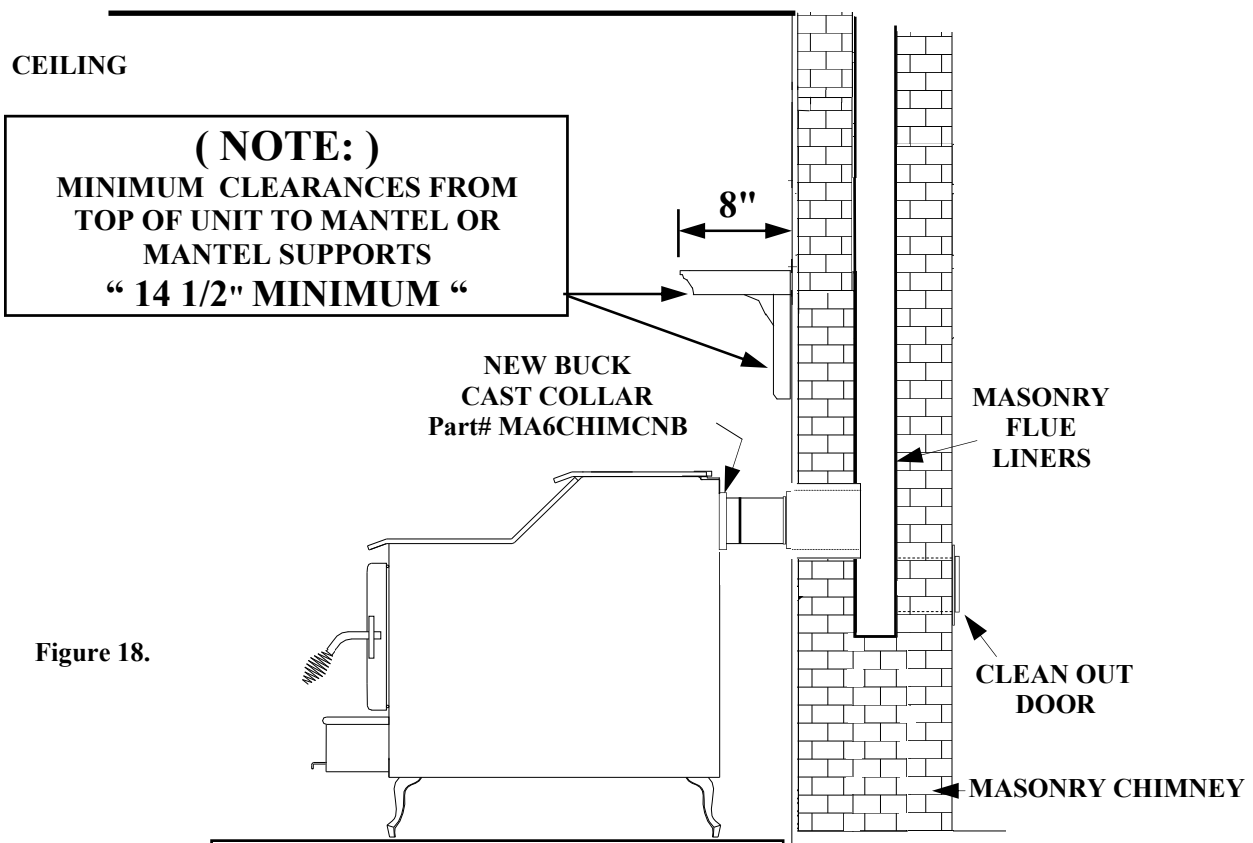 CEILING
( NOTE: )
MINIMUM CLEARANCES FROM
TOP OF UNIT TO MANTEL OR
MANTEL SUPPORTS
“ 14 1/2" MINIMUM “
8"
NEW BUCK
CAST COLLAR
Part# MA6CHIMCNB
MASONRY
FLUE
LINERS
Figure 18.
CLEAN OUT
DOOR
MASONRY CHIMNEY